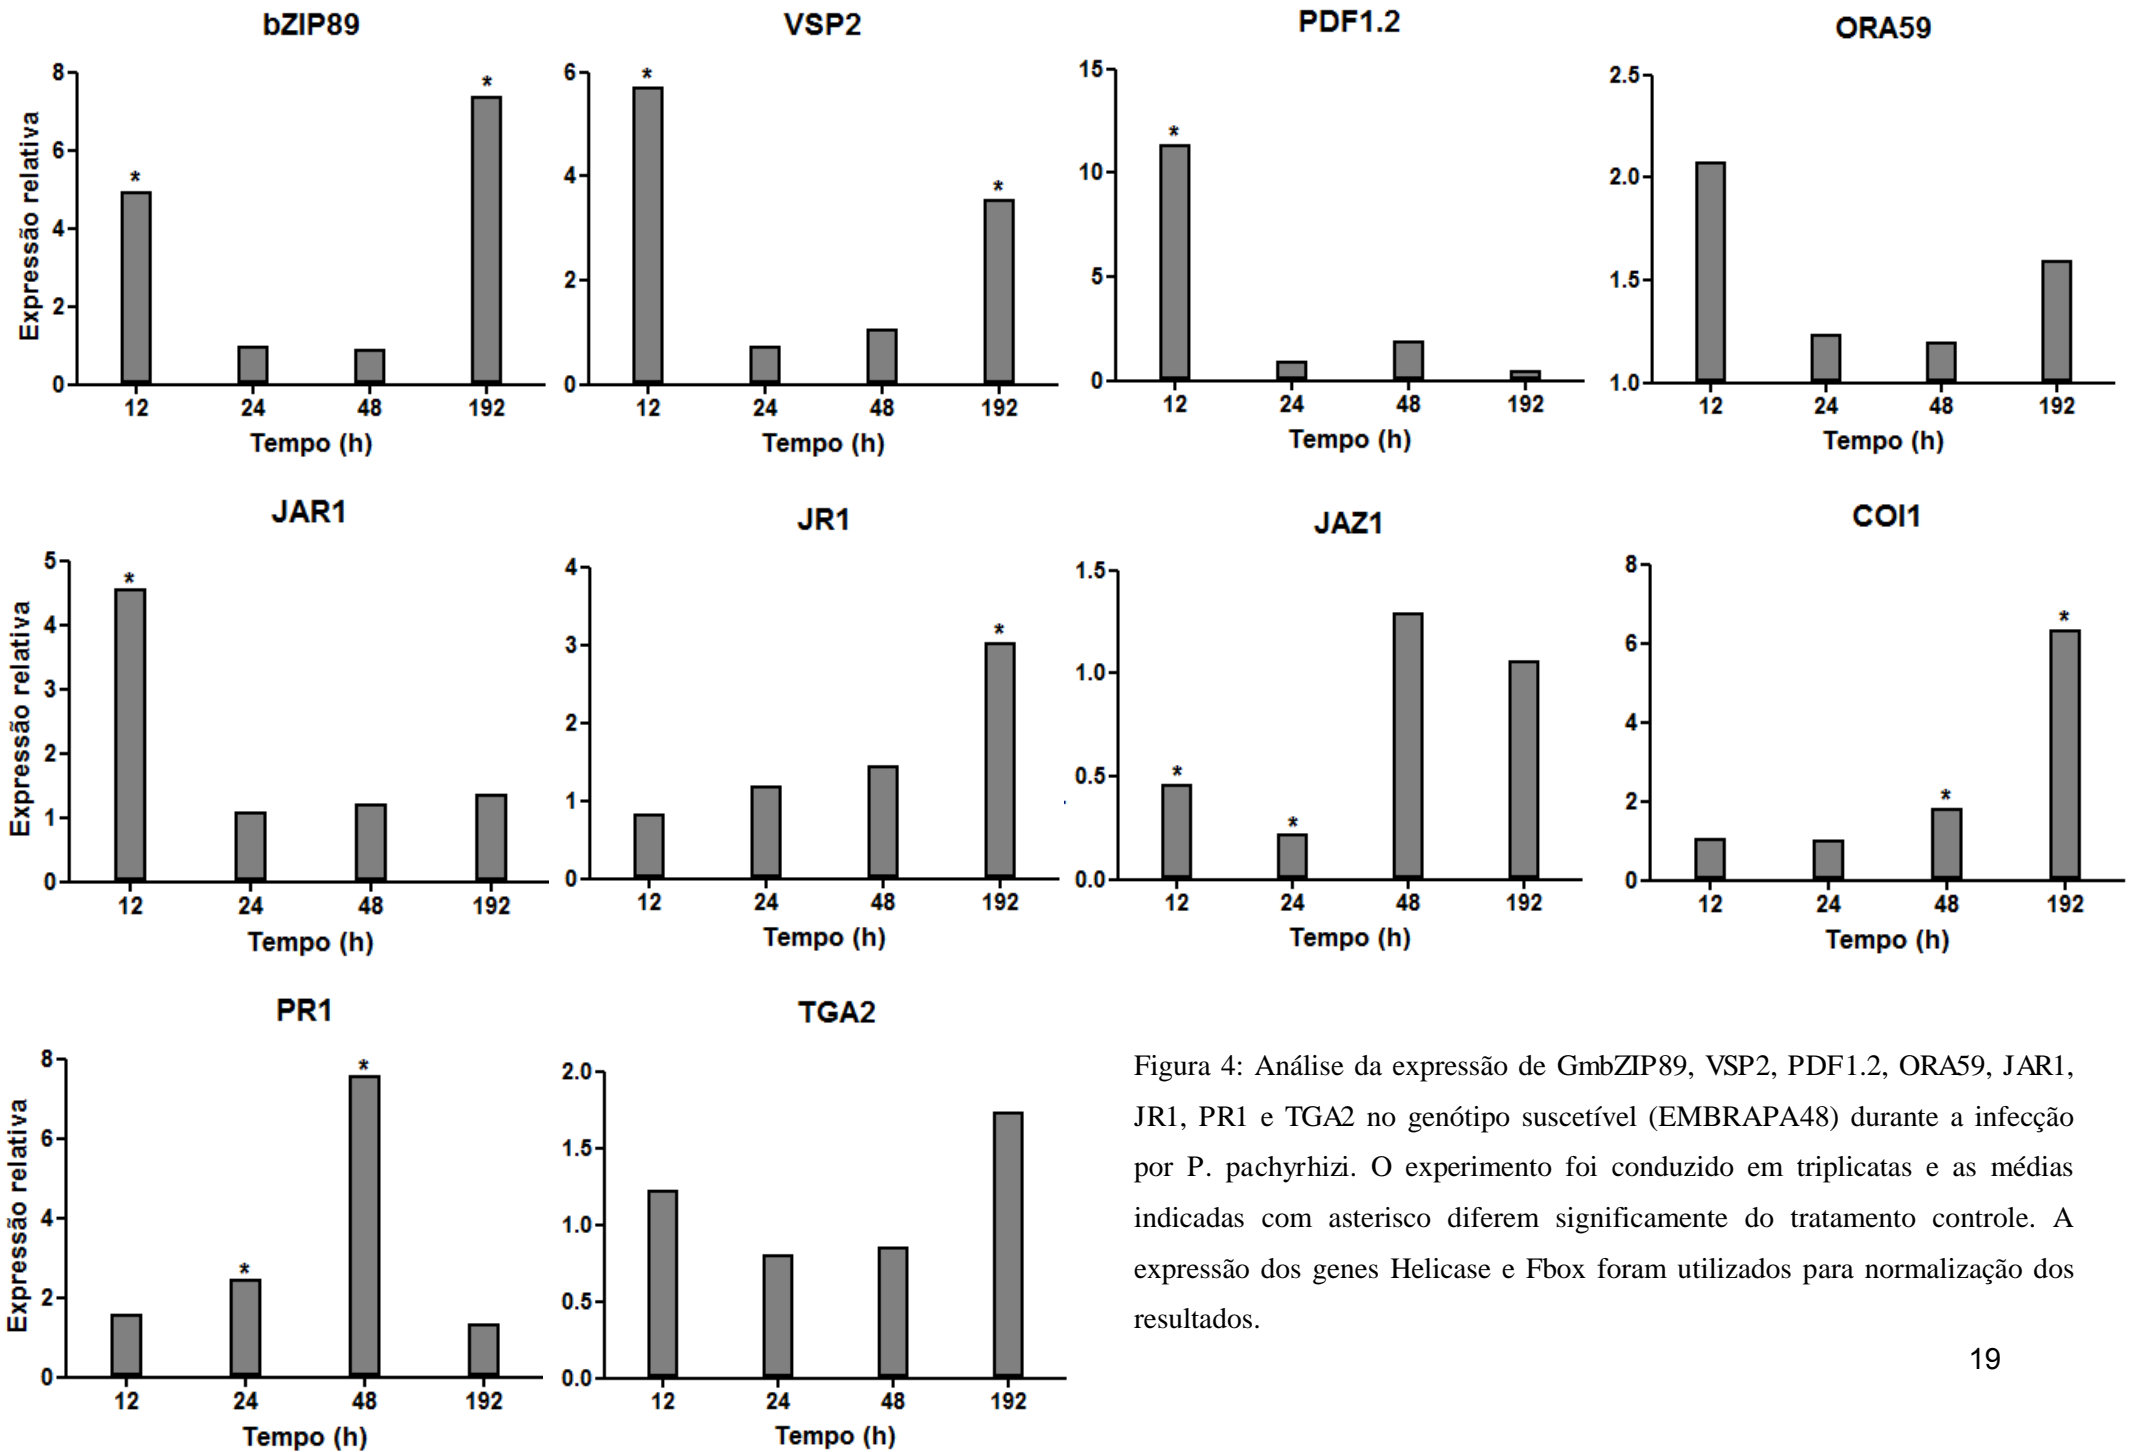 bZIP89
VSP2
PDF1.2
ORA59
Expressão relativa
8
6
4
2
0
*
*
12 24 48 192
Tempo (h)
6
4
2
0
*
*
12 24 48 192
Tempo (h)
15
10
5
0
*
12 24 48 192
Tempo (h)
2.5
2.0
1.5
1.0
12 24 48 192
Tempo (h)
JAR1
JR1
JAZ1
COI1
Expressão relativa
5
4
3
2
1
0
*
12 24 48 192
Tempo (h)
4
3
2
1
0
*
12 24 48 192
Tempo (h)
1.5
1.0
0.5
0.0
*
*
12 24 48 192
Tempo (h)
8
6
4
2
0
*
*
12 24 48 192
Tempo (h)
PR1
TGA2
Expressão relativa
8
6
4
2
0
*
*
12 24 48 192
Tempo (h)
2.0
1.5
1.0
0.5
0.0
12 24 48 192
Tempo (h)
Figura 4: Análise da expressão de GmbZIP89, VSP2, PDF1.2, ORA59, JAR1,
JR1, PR1 e TGA2 no genótipo suscetível (EMBRAPA48) durante a infecção
por P. pachyrhizi. O experimento foi conduzido em triplicatas e as médias
indicadas com asterisco diferem significamente do tratamento controle. A
expressão dos genes Helicase e Fbox foram utilizados para normalização dos
resultados.
19